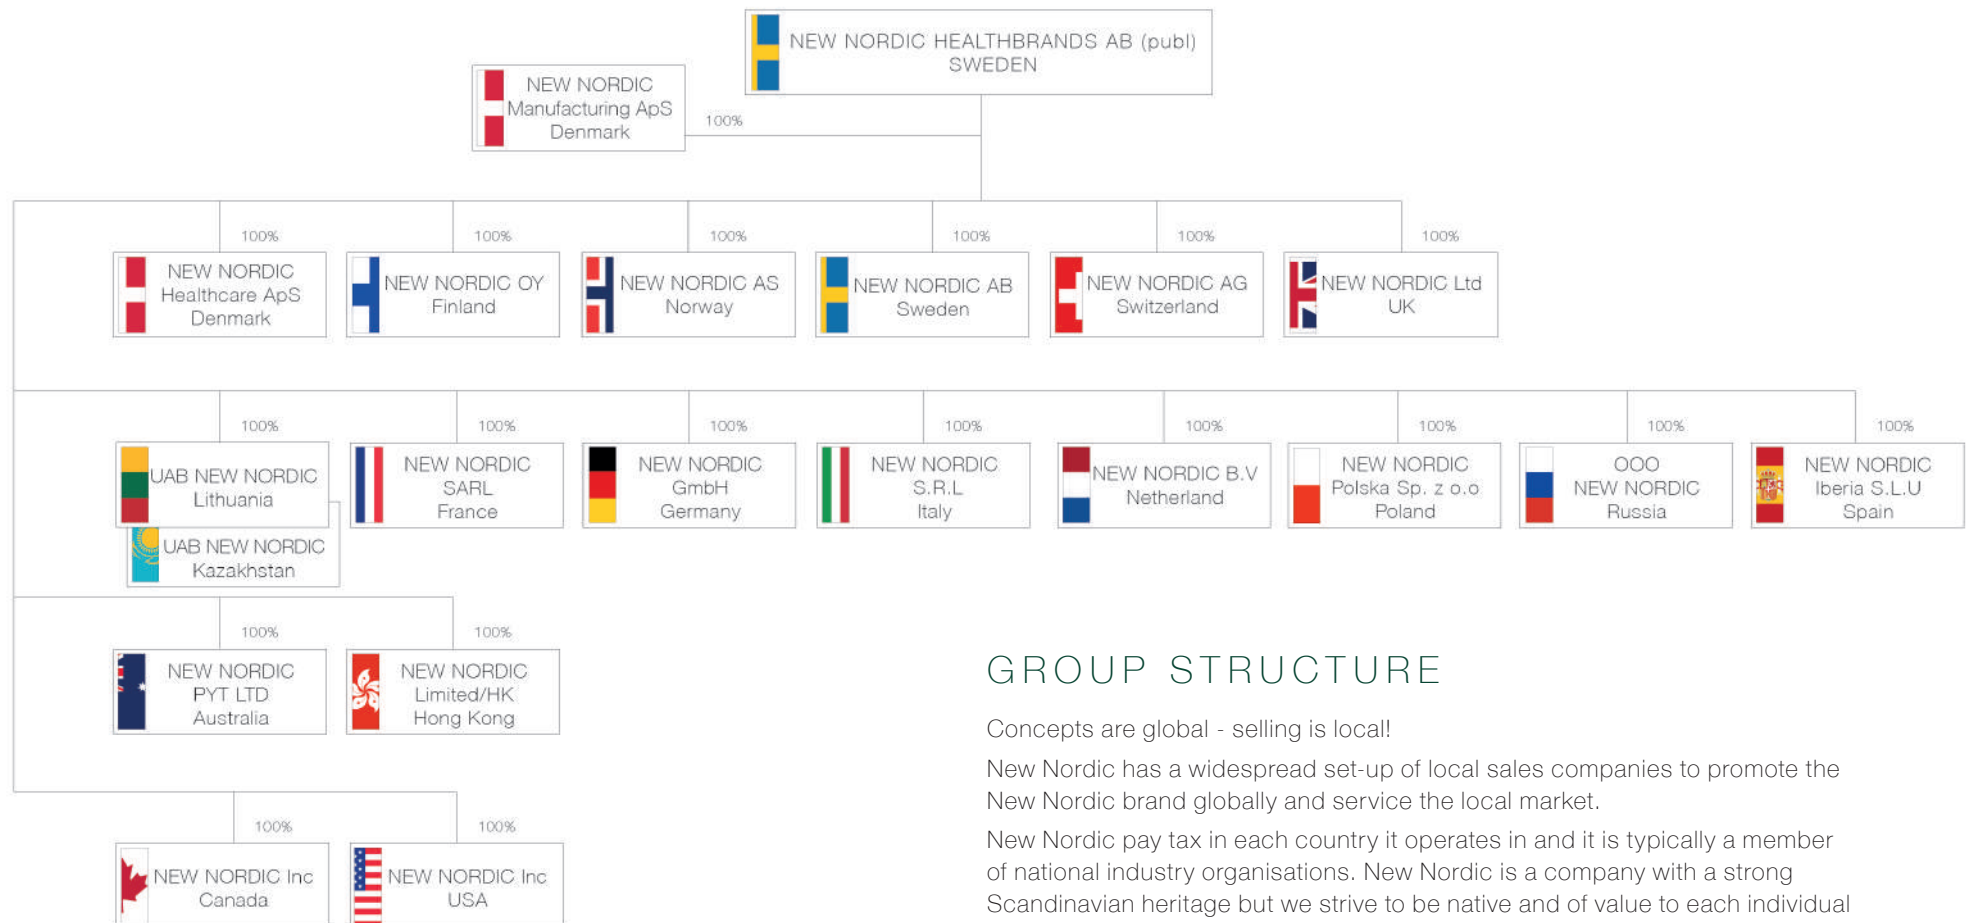 NEW NORDIC HEALTHBRANDS AB (publ)
SWEDEN
NEW NORDIC
Manufacturing ApS
Denmark
100%
100%
100%
100%
100%
100%
100%
NEW NORDIC
Healthcare ApS
Denmark
NEW NORDIC OY
Finland
NEW NORDIC AS
Norway
NEW NORDIC AB
Sweden
NEW NORDIC AG
Switzerland
NEW NORDIC Ltd
UK
100%
100%
100%
100%
100%
100%
100%
100%
UAB NEW NORDIC
Lithuania
NEW NORDIC
SARL
France
NEW NORDIC
GmbH
Germany
NEW NORDIC
S.R.L
Italy
NEW NORDIC B.V
Netherland
NEW NORDIC
Polska Sp. z o.o
Poland
OOO
NEW NORDIC
Russia
NEW NORDIC
Iberia S.L.U
Spain
UAB NEW NORDIC
Kazakhstan
100%
100%
NEW NORDIC
PYT LTD
Australia
NEW NORDIC
Limited/HK
Hong Kong
100%
100%
NEW NORDIC Inc
Canada
NEW NORDIC Inc
USA
GROUP STRUCTURE
Concepts are global - selling is local!
New Nordic has a widespread set-up of local sales companies to promote the
New Nordic brand globally and service the local market.
New Nordic pay tax in each country it operates in and it is typically a member
of national industry organisations. New Nordic is a company with a strong
Scandinavian heritage but we strive to be native and of value to each individual